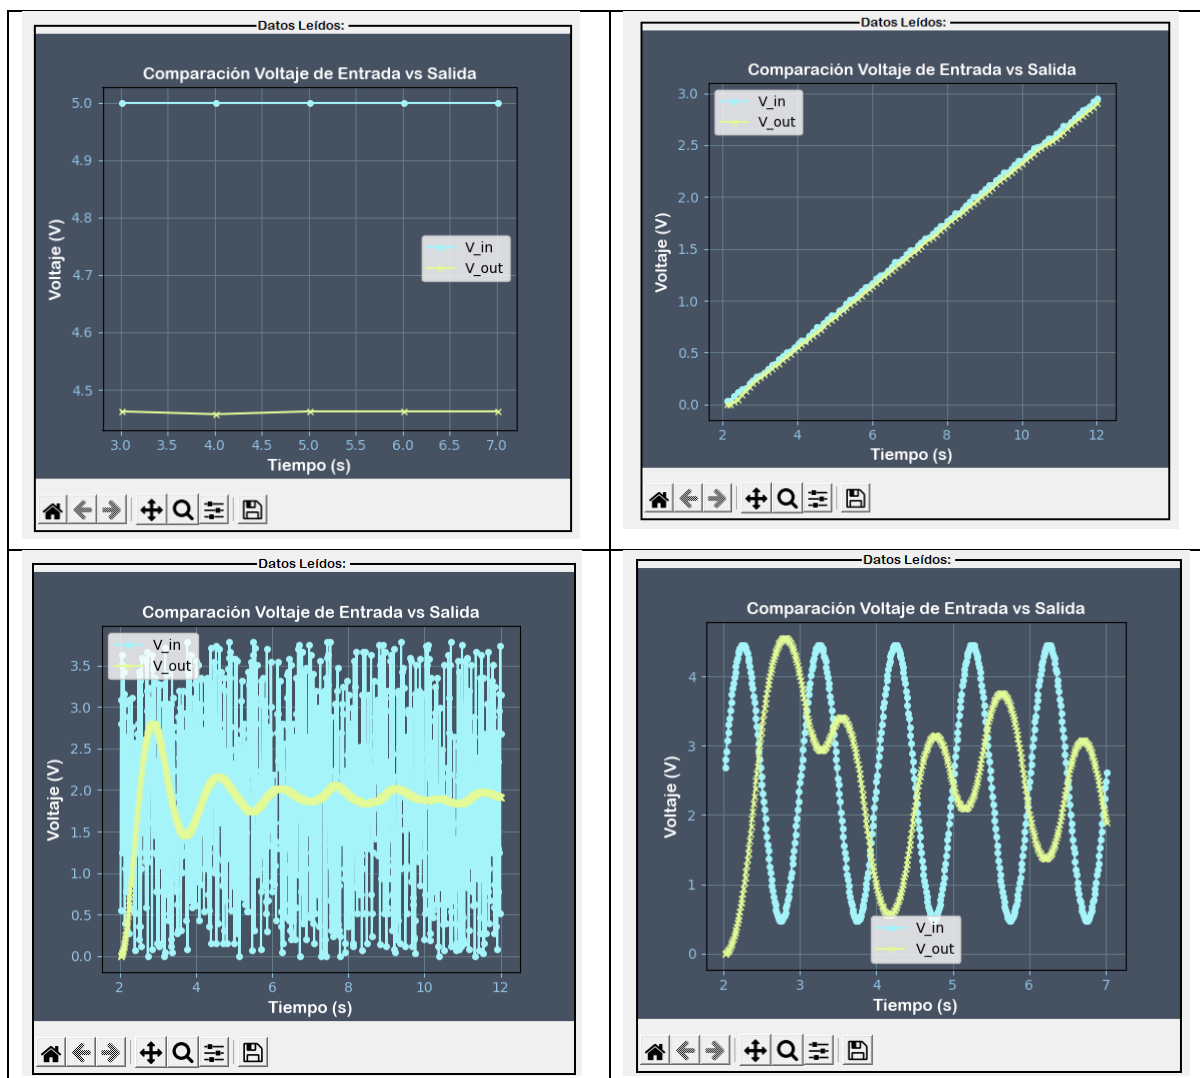 Datos Leídos:
Comparación Voltaje de Entrada vs Salida
5.0
4.9
4.8
4.7
4.6
4.5
Voltaje (V)
V_in
V_out
3.0 3.5 4.0 4.5 5.0 5.5 6.0 6.5 7.0
Tiempo (s)
Datos Leídos:
Comparación Voltaje de Entrada vs Salida
V_in
V_out
3.0
2.5
2.0
1.5
1.0
0.5
0.0
Voltaje (V)
2 4 6 8 10 12
Tiempo (s)
Datos Leídos:
Comparación Voltaje de Entrada vs Salida
V_in
V_out
3.5
3.0
2.5
2.0
1.5
1.0
0.5
0.0
Voltaje (V)
2 4 6 8 10 12
Tiempo (s)
Datos Leídos:
Comparación Voltaje de Entrada vs Salida
4
3
2
1
0
Voltaje (V)
V_in
V_out
2 3 4 5 6 7
Tiempo (s)